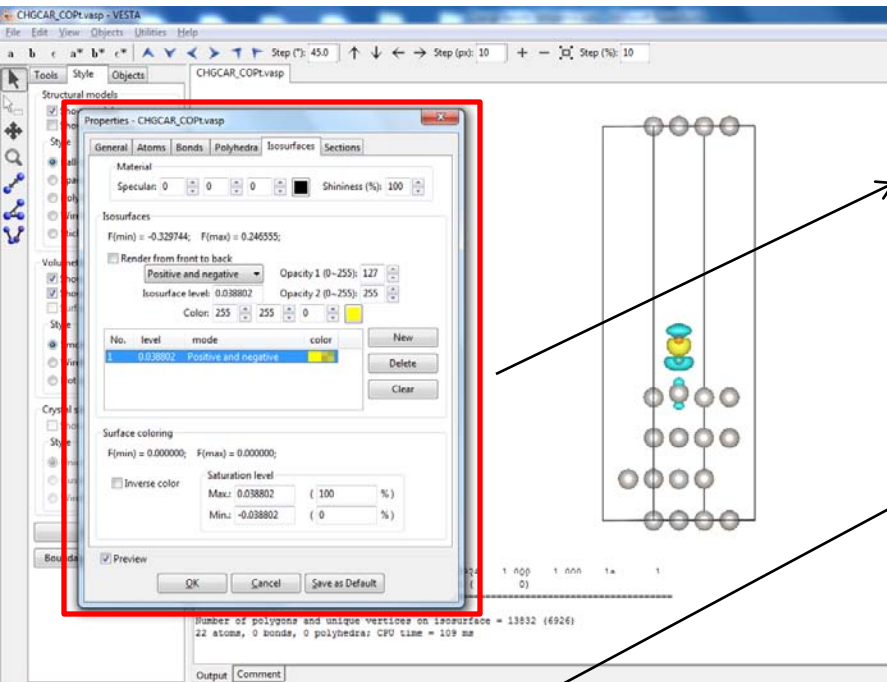 CHGCAR_COPt.vasp - VESTA
File Edit View Objects Utilities Help
a b c a* b* c* Step (°): 45.0 Step (px): 10 Step (%): 10
Tools Style Objects CHGCAR_COPt.vasp
Structural models
Properties - CHGCAR_COPt.vasp
General Atoms Bonds Polyhedra Isosurfaces Sections
Material
Specular: 0 0 0 Shininess (%): 100
Isosurfaces
F(min) = -0.329744; F(max) = 0.246555;
Render from front to back
Positive and negative Opacity 1 (0~255): 127
Isosurface level: 0.038802 Opacity 2 (0~255): 255
Color: 255 255 0
No. level mode color New
1 0.038802 Positive and negative Delete
Clear
Surface coloring
F(min) = 0.000000; F(max) = 0.000000;
Inverse color Saturation level
Max.: 0.038802 ( 100 %)
Min.: -0.038802 ( 0 %)
Preview
OK Cancel Save as Default
1.000 1.000 1a 1
0)
Number of polygons and unique vertices on isosurface = 13832 (6926)
22 atoms, 0 bonds, 0 polyhedra; CPU time = 109 ms
Output Comment